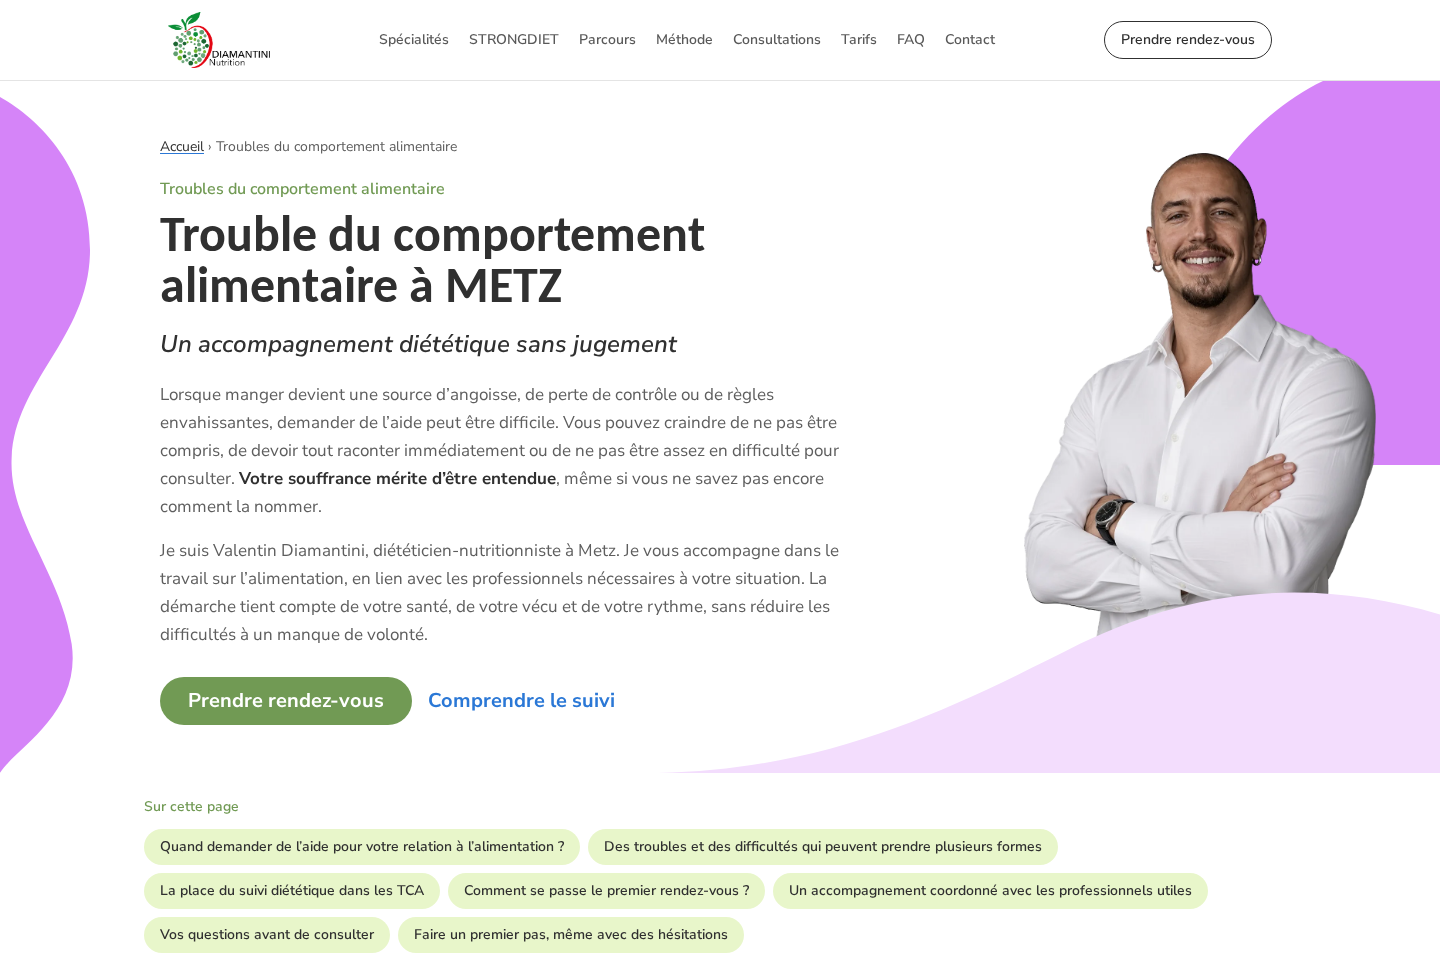 DIAMANTINI
Nutrition
Spécialités
STRONGDIET
Parcours
Méthode
Consultations
Tarifs
FAQ
Contact
Prendre rendez-vous
Accueil › Troubles du comportement alimentaire
Troubles du comportement alimentaire
Trouble du comportement
alimentaire à METZ
Un accompagnement diététique sans jugement
Lorsque manger devient une source d’angoisse, de perte de contrôle ou de règles
envahissantes, demander de l’aide peut être difficile. Vous pouvez craindre de ne pas être
compris, de devoir tout raconter immédiatement ou de ne pas être assez en difficulté pour
consulter. Votre souffrance mérite d’être entendue, même si vous ne savez pas encore
comment la nommer.
Je suis Valentin Diamantini, diététicien-nutritionniste à Metz. Je vous accompagne dans le
travail sur l’alimentation, en lien avec les professionnels nécessaires à votre situation. La
démarche tient compte de votre santé, de votre vécu et de votre rythme, sans réduire les
difficultés à un manque de volonté.
Prendre rendez-vous
Comprendre le suivi
Sur cette page
Quand demander de l’aide pour votre relation à l’alimentation ?
Des troubles et des difficultés qui peuvent prendre plusieurs formes
La place du suivi diététique dans les TCA
Comment se passe le premier rendez-vous ?
Un accompagnement coordonné avec les professionnels utiles
Vos questions avant de consulter
Faire un premier pas, même avec des hésitations